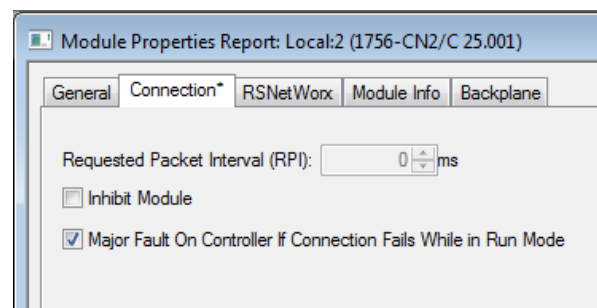 Module Properties Report: Local:2 (1756-CN2/C 25.001)
General Connection* RSNetWorx Module Info Backplane
Requested Packet Interval (RPI): 0 ms
Inhibit Module
Major Fault On Controller If Connection Fails While in Run Mode